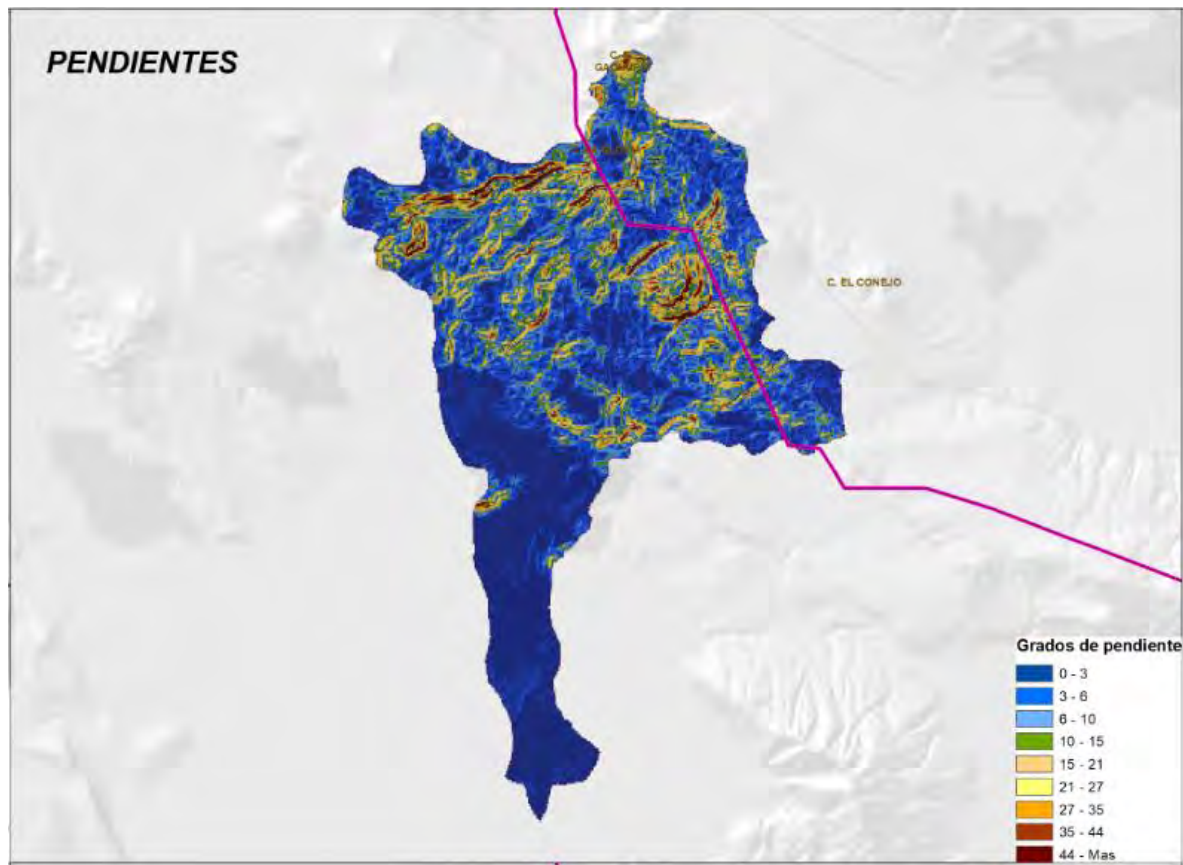 PENDIENTES
C. EL CONEJO
Grados de pendiente
0 - 3
3 - 6
6 - 10
10 - 15
15 - 21
21 - 27
27 - 35
35 - 44
44 - Mas